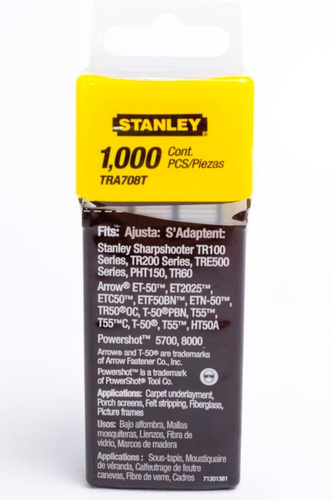 STANLEY
1,000 Cont.
PCS/Piezas
TRA708T
Fits: Ajusta: S'Adaptent:
Stanley Sharpshooter TR100
Series, TR200 Series, TRE500
Series, PHT150, TR60
Arrow® ET-50™, ET2025™,
ETC50™, ETF50BN™, ETN-50™,
TR50®OC, T-50®PBN, T55™,
T55™C, T-50®, T55™, HT50A
Powershot™ 5700, 8000
Arrow® and T-50® are trademarks
of Arrow Fastener Co., Inc.
Powershot™ is a trademark
of PowerShot® Tool Co.
Applications: Carpet underlayment,
Porch screens, Felt stripping, Fiberglass,
Picture frames
Usos: Bajo alfombra, Mallas
mosquiteras, Lienzos, Fibra de
vidrio, Marcos de madera
Applications : Sous-tapis, Moustiquaire
de véranda, Calfeutrage de feutre
canevas, Fibre de verre, Cadres
71301381